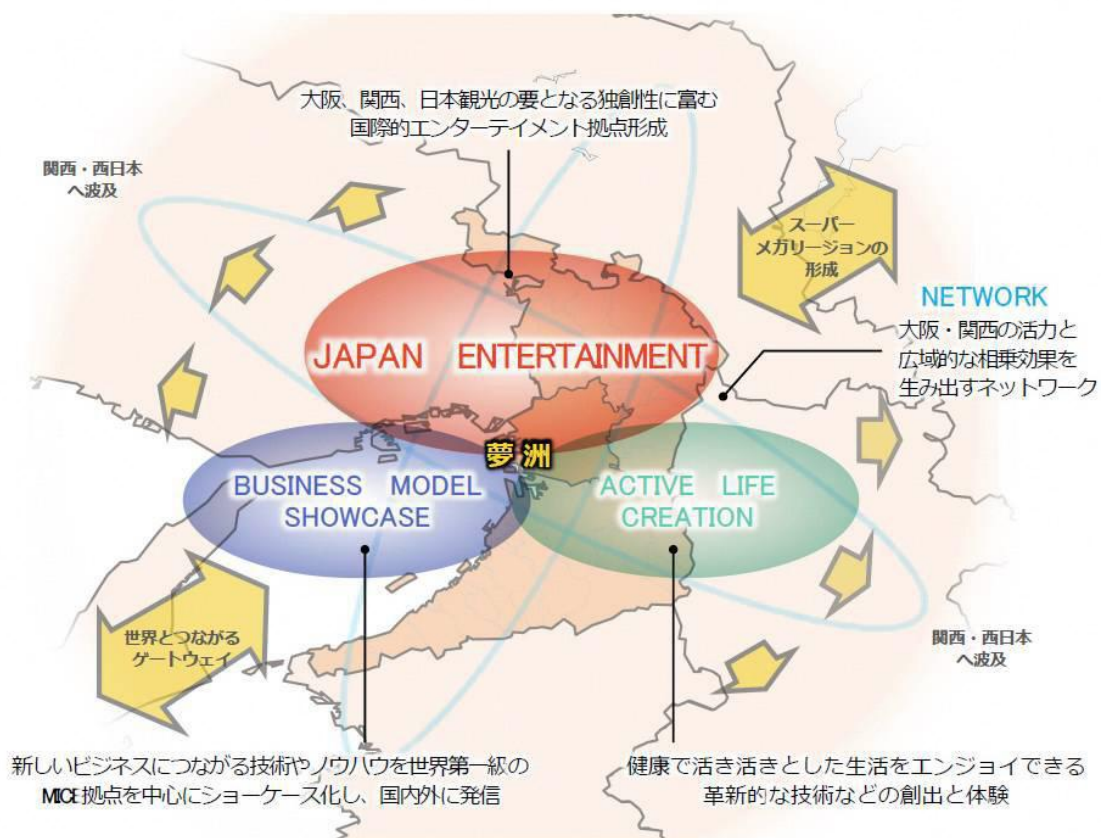 大阪、関西、日本観光の要となる独創性に富む
国際的エンターテイメント拠点形成
関西・西日本
へ波及
スーパー
メガリージョンの
形成
NETWORK
大阪・関西の活力と
広域的な相乗効果を
生み出すネットワーク
JAPAN ENTERTAINMENT
夢洲
BUSINESS MODEL
SHOWCASE
ACTIVE LIFE
CREATION
世界とつながる
ゲートウェイ
関西・西日本
へ波及
新しいビジネスにつながる技術やノウハウを世界第一級の
MICE拠点を中心にショーケース化し、国内外に発信
健康で活き活きとした生活をエンジョイできる
革新的な技術などの創出と体験